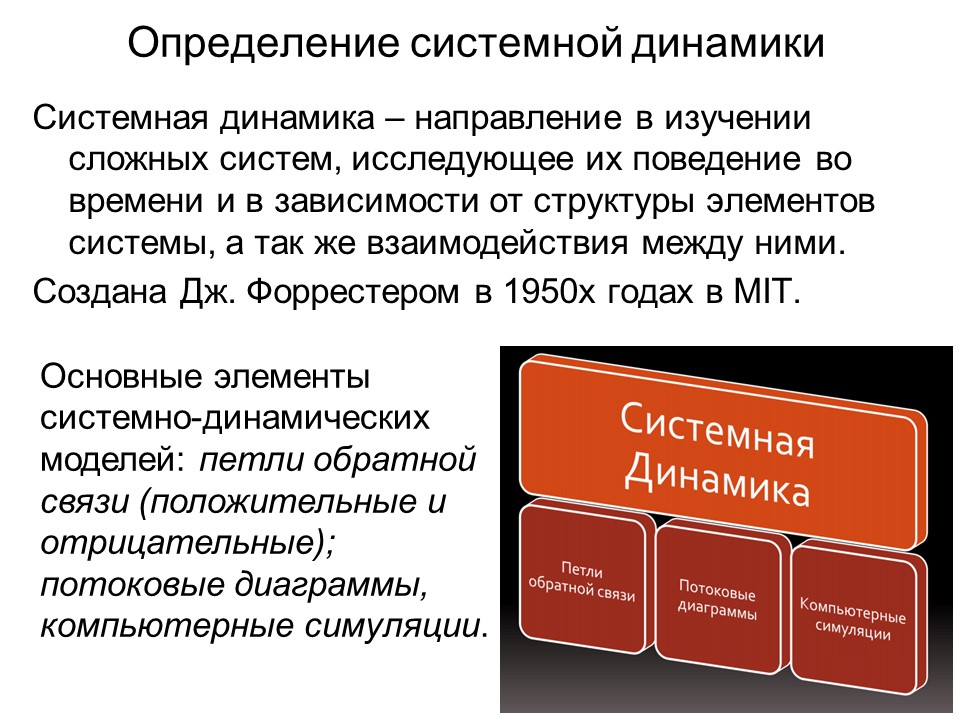 Определение системной динамики
Системная динамика – направление в изучении
сложных систем, исследующее их поведение во
времени и в зависимости от структуры элементов
системы, а так же взаимодействия между ними.
Создана Дж. Форрестером в 1950х годах в MIT.
Основные элементы
системно-динамических
моделей: петли обратной
связи (положительные и
отрицательные);
потоковые диаграммы,
компьютерные симуляции.
Системная
Динамика
Петли
обратной связи
Потоковые
диаграммы
Компьютерные
симуляции